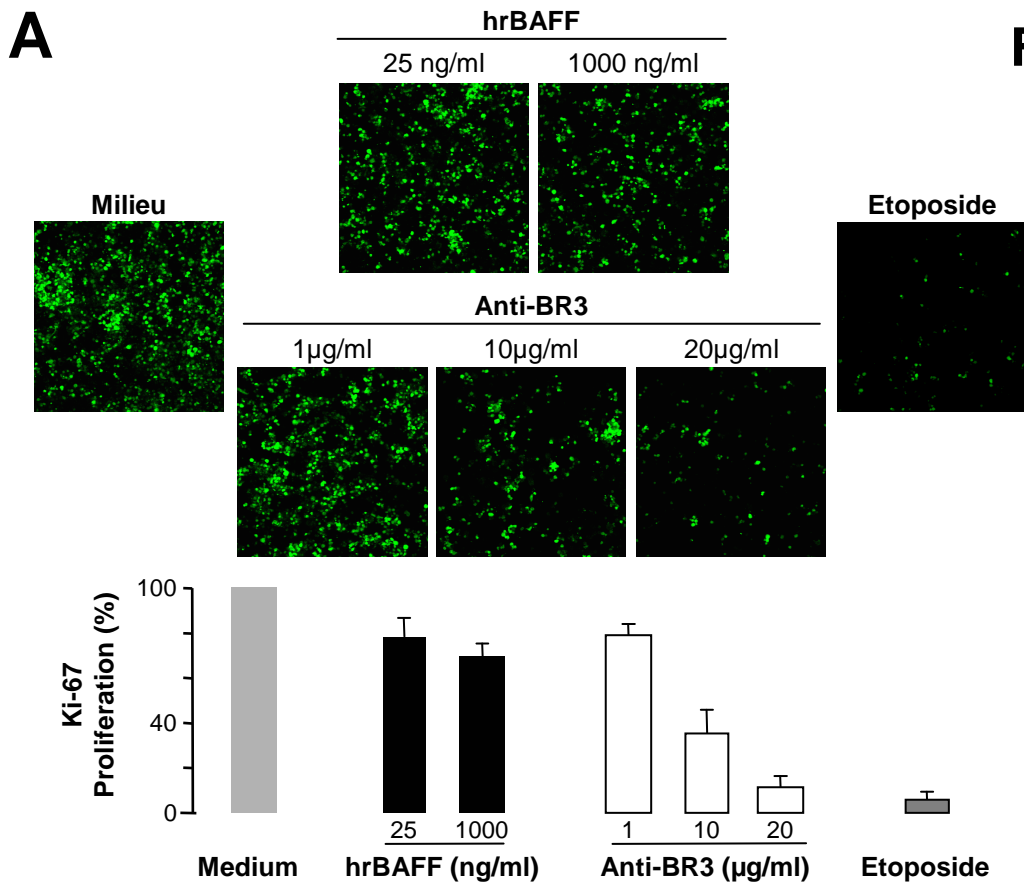 A
hrBAFF
25 ng/ml 1000 ng/ml
Milieu
Etoposide
Anti-BR3
1µg/ml 10µg/ml 20µg/ml
Ki-67
Proliferation (%)
100
40
0
25 1000 1 10 20
Medium hrBAFF (ng/ml) Anti-BR3 (µg/ml) Etoposide